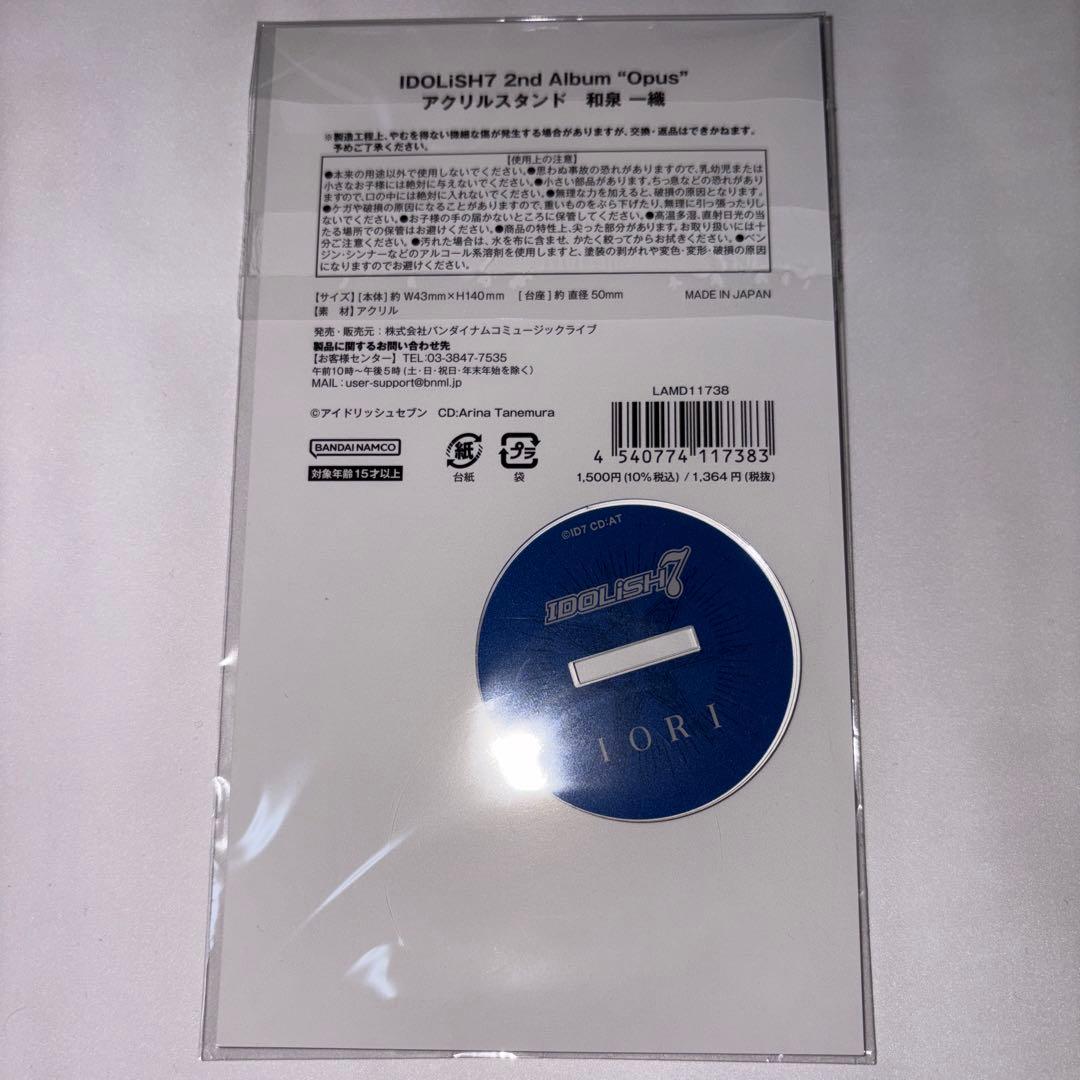 IDOLiSH7 2nd Album “Opus”
アクリルスタンド 和泉 一織
※製造工程上、やむを得ない微細な傷が発生する場合がありますが、交換・返品はできかねます。
予めご了承ください。
【使用上の注意】
●本来の用途以外で使用しないでください。●思わぬ事故の恐れがありますので、乳幼児または
小さなお子様には絶対に与えないでください。●小さい部品があります。ちっ息などの恐れがあり
ますので、口の中には絶対に入れないでください。●無理な力を加えると、破損の原因となります。
●ケガや破損の原因になることがありますので、重いものをぶら下げたり、無理に引っ張ったりし
ないでください。●お子様の手の届かないところに保管してください。●高温多湿、直射日光の当
たる場所での保管はお避けください。●商品の特性上、尖った部分があります。お取り扱いには十
分ご注意ください。●汚れた場合は、水を布に含ませ、かたく絞ってからお拭きください。●ベン
ジン・シンナーなどのアルコール系溶剤を使用しますと、塗装の剥がれや変色・変形・破損の原因
になりますのでお避けください。
【サイズ】[本体]約 W43mm×H140mm [台座]約 直径50mm MADE IN JAPAN
【素 材】アクリル
発売・販売元：株式会社バンダイナムコミュージックライブ
製品に関するお問い合わせ先
【お客様センター】TEL:03-3847-7535
午前10時～午後5時(土・日・祝日・年末年始を除く)
MAIL：user-support@bnml.jp
LAMD11738
©アイドリッシュセブン CD:Arina Tanemura
BANDAI NAMCO
対象年齢15才以上
紙
台紙
プラ
袋
4 540774 117383
1,500円(10%税込) / 1,364円(税抜)
©ID7 CD:AT
IDOLiSH7
IORI